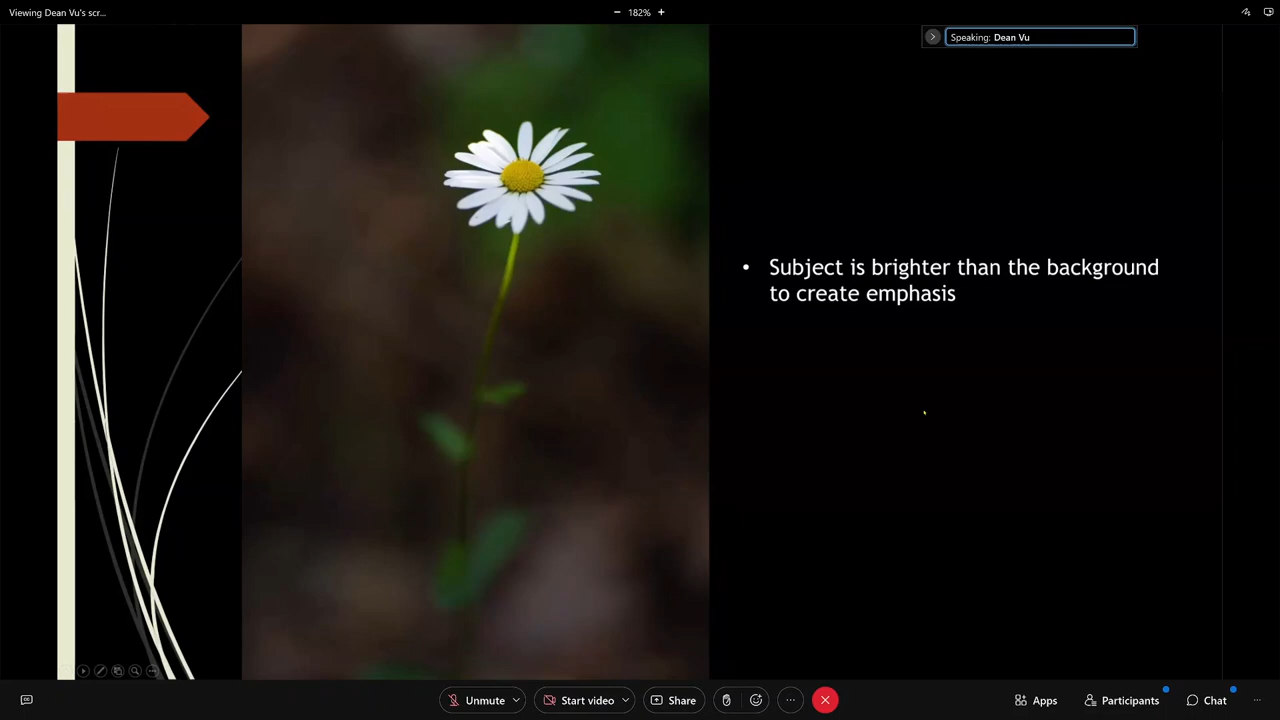 Viewing Dean Vu's scr...
182%
Speaking: Dean Vu
• Subject is brighter than the background
to create emphasis
Unmute
Start video
Share
Apps
Participants
Chat